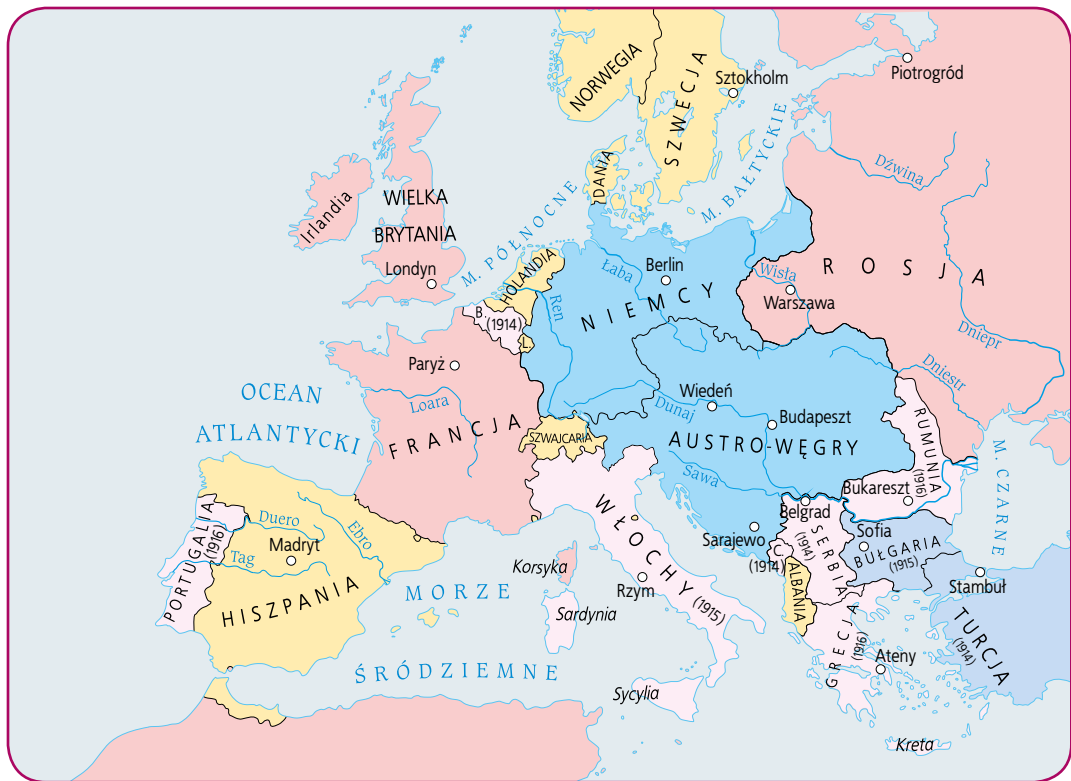 NORWEGIA
SZWECJA
Sztokholm
Piotrogród
DANIA
M. BAŁTYCKIE
Dźwina
Irlandia
WIELKA
BRYTANIA
Londyn
M. PÓŁNOCNE
HOLANDIA
Łaba
Berlin
NIEMCY
Wisła
Warszawa
ROSJA
B.
(1914)
L.
Ren
Dniepr
Dniestr
Paryż
Loara
FRANCJA
OCEAN
ATLANTYCKI
SZWAJCARIA
Wiedeń
Dunaj
Budapeszt
AUSTRO-WĘGRY
Sawa
RUMUNIA
(1916)
Bukareszt
M. CZARNE
Belgrad
SERBIA
(1914)
Sarajewo
C.
(1914)
ALBANIA
Sofia
BUŁGARIA
(1915)
Stambuł
TURCJA
(1914)
PORTUGALIA
(1916)
Duero
Tag
Madryt
Ebro
HISZPANIA
MORZE
ŚRÓDZIEMNE
Korsyka
Sardynia
WŁOCHY (1915)
Rzym
Sycylia
GRECJA
(1916)
Ateny
Kreta